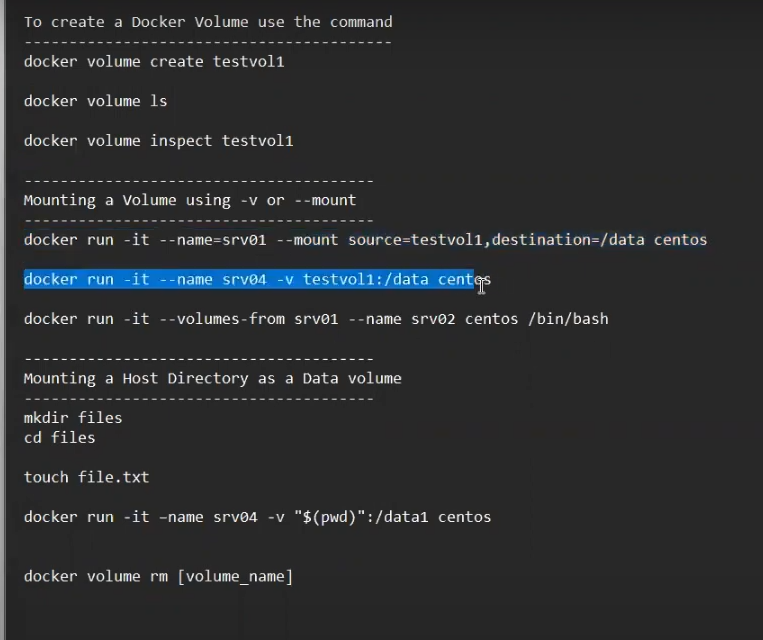 To create a Docker Volume use the command
-----------------------------------------
docker volume create testvol1
docker volume ls
docker volume inspect testvol1
---------------------------------------
Mounting a Volume using -v or --mount
---------------------------------------
docker run -it --name=srv01 --mount source=testvol1,destination=/data centos
docker run -it --name srv04 -v testvol1:/data centos
docker run -it --volumes-from srv01 --name srv02 centos /bin/bash
---------------------------------------
Mounting a Host Directory as a Data volume
---------------------------------------
mkdir files
cd files
touch file.txt
docker run -it –name srv04 -v "$(pwd)":/data1 centos
docker volume rm [volume_name]